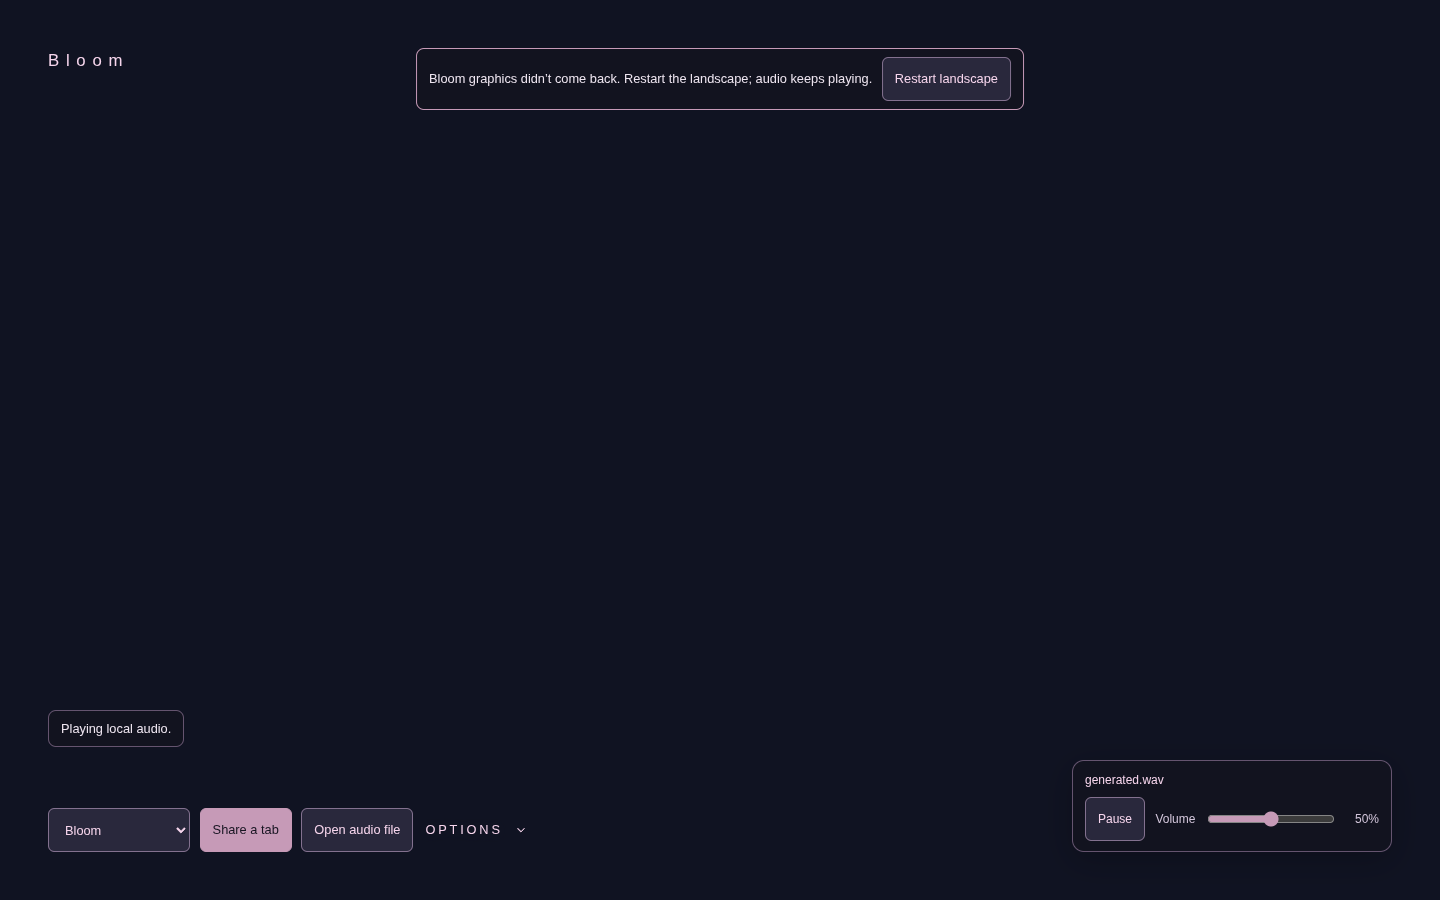 Bloom
Bloom graphics didn’t come back. Restart the landscape; audio keeps playing.
Restart landscape
Playing local audio.
generated.wav
Pause
Volume
50%
Bloom
Share a tab
Open audio file
OPTIONS